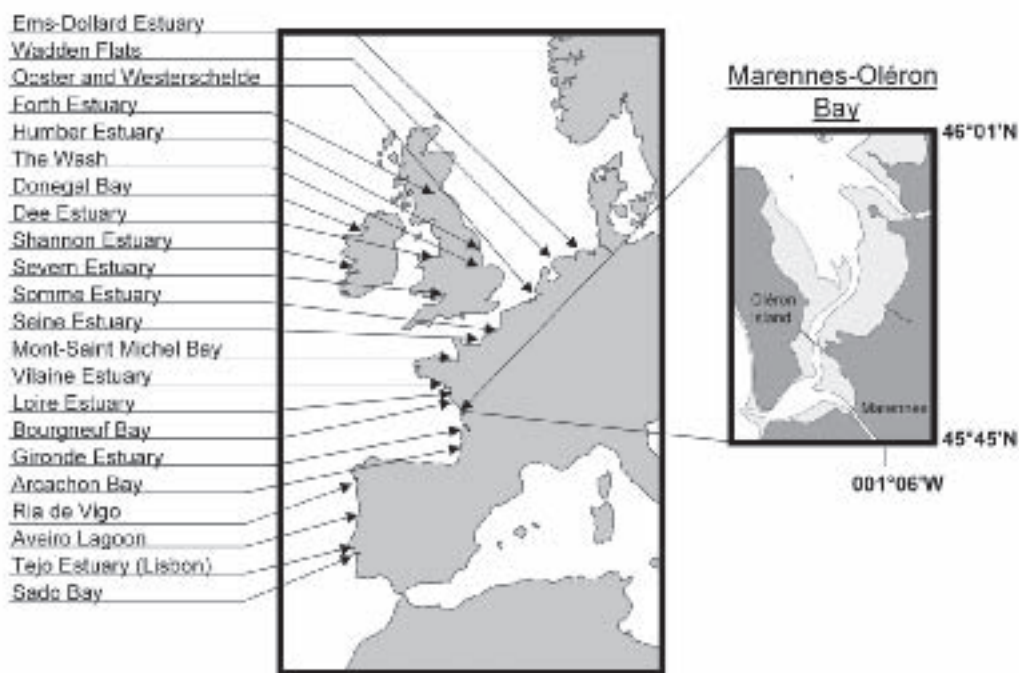 Ems-Dollard Estuary
Wadden Flats
Ooster and Westerschelde
Forth Estuary
Humber Estuary
The Wash
Donegal Bay
Dee Estuary
Shannon Estuary
Severn Estuary
Somme Estuary
Seine Estuary
Mont-Saint Michel Bay
Vilaine Estuary
Loire Estuary
Bourgneuf Bay
Gironde Estuary
Arcachon Bay
Ria de Vigo
Aveiro Lagoon
Tejo Estuary (Lisbon)
Sado Bay
Marennes-Oléron
Bay
46°01'N
Oléron
Island
Marennes
45°45'N
001°06'W